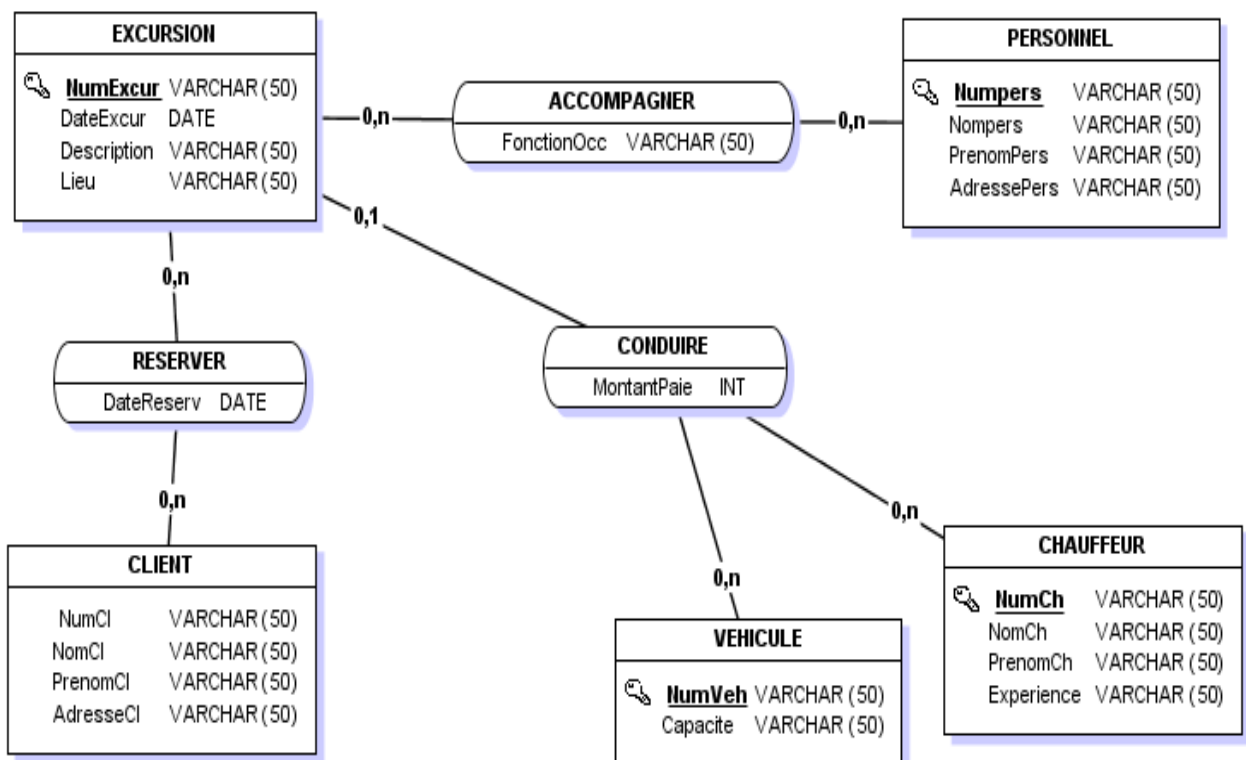 EXCURSION
NumExcur VARCHAR (50)
DateExcur DATE
Description VARCHAR (50)
Lieu VARCHAR (50)
0,n
ACCOMPAGNER
FonctionOcc VARCHAR (50)
0,n
PERSONNEL
Numpers VARCHAR (50)
Nompers VARCHAR (50)
PrenomPers VARCHAR (50)
AdressePers VARCHAR (50)
0,1
0,n
RESERVER
DateReserv DATE
0,n
CONDUIRE
MontantPaie INT
0,n
0,n
CLIENT
NumCl VARCHAR (50)
NomCl VARCHAR (50)
PrenomCl VARCHAR (50)
AdresseCl VARCHAR (50)
VEHICULE
NumVeh VARCHAR (50)
Capacite VARCHAR (50)
CHAUFFEUR
NumCh VARCHAR (50)
NomCh VARCHAR (50)
PrenomCh VARCHAR (50)
Experience VARCHAR (50)